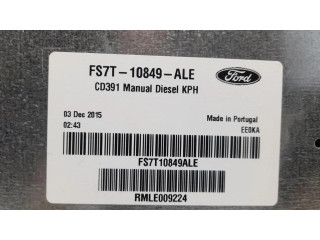 FS7T-10849-ALE
Ford
CD391 Manual Diesel KPH
03 Dec 2015
Made in Portugal
02:43
EE0KA
FS7T10849ALE
RMLE009224